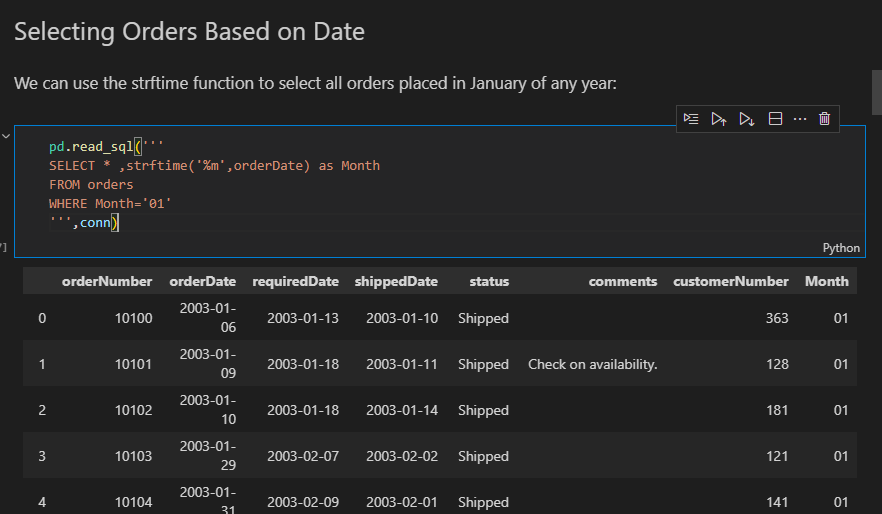 Selecting Orders Based on Date
We can use the strftime function to select all orders placed in January of any year:
pd.read_sql('''
SELECT * ,strftime('%m',orderDate) as Month
FROM orders
WHERE Month='01'
''',conn)
Python
orderNumber orderDate requiredDate shippedDate status comments customerNumber Month
0 10100 2003-01-06 2003-01-13 2003-01-10 Shipped 363 01
1 10101 2003-01-09 2003-01-18 2003-01-11 Shipped Check on availability. 128 01
2 10102 2003-01-10 2003-01-18 2003-01-14 Shipped 181 01
3 10103 2003-01-29 2003-02-07 2003-02-02 Shipped 121 01
4 10104 2003-01-31 2003-02-09 2003-02-01 Shipped 141 01